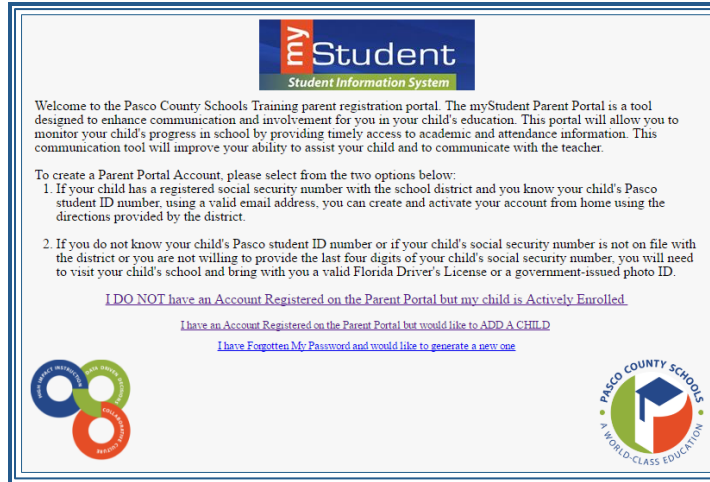 myStudent
Student Information System
Welcome to the Pasco County Schools Training parent registration portal. The myStudent Parent Portal is a tool
designed to enhance communication and involvement for you in your child's education. This portal will allow you to
monitor your child's progress in school by providing timely access to academic and attendance information. This
communication tool will improve your ability to assist your child and to communicate with the teacher.
To create a Parent Portal Account, please select from the two options below:
1. If your child has a registered social security number with the school district and you know your child's Pasco
student ID number, using a valid email address, you can create and activate your account from home using the
directions provided by the district.
2. If you do not know your child's Pasco student ID number or if your child's social security number is not on file with
the district or you are not willing to provide the last four digits of your child's social security number, you will need
to visit your child's school and bring with you a valid Florida Driver's License or a government-issued photo ID.
I DO NOT have an Account Registered on the Parent Portal but my child is Actively Enrolled
I have an Account Registered on the Parent Portal but would like to ADD A CHILD
I have Forgotten My Password and would like to generate a new one
HIGH IMPACT INSTRUCTION
DATA DRIVEN DECISIONS
COLLABORATIVE CULTURE
PASCO COUNTY SCHOOLS
A WORLD-CLASS EDUCATION